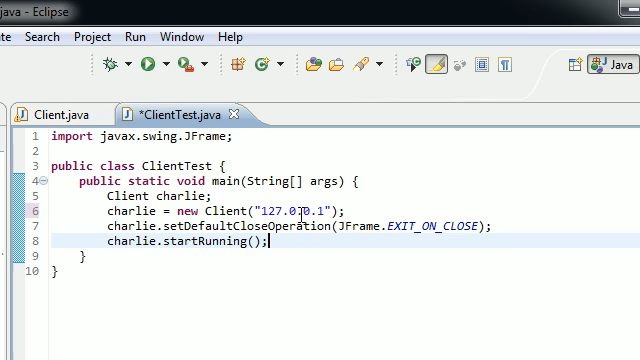 java - Eclipse
ate Search Project Run Window Help
Java
Client.java *ClientTest.java
1 import javax.swing.JFrame;
2
3 public class ClientTest {
4 public static void main(String[] args) {
5 Client charlie;
6 charlie = new Client("127.0.0.1");
7 charlie.setDefaultCloseOperation(JFrame.EXIT_ON_CLOSE);
8 charlie.startRunning();
9 }
10 }